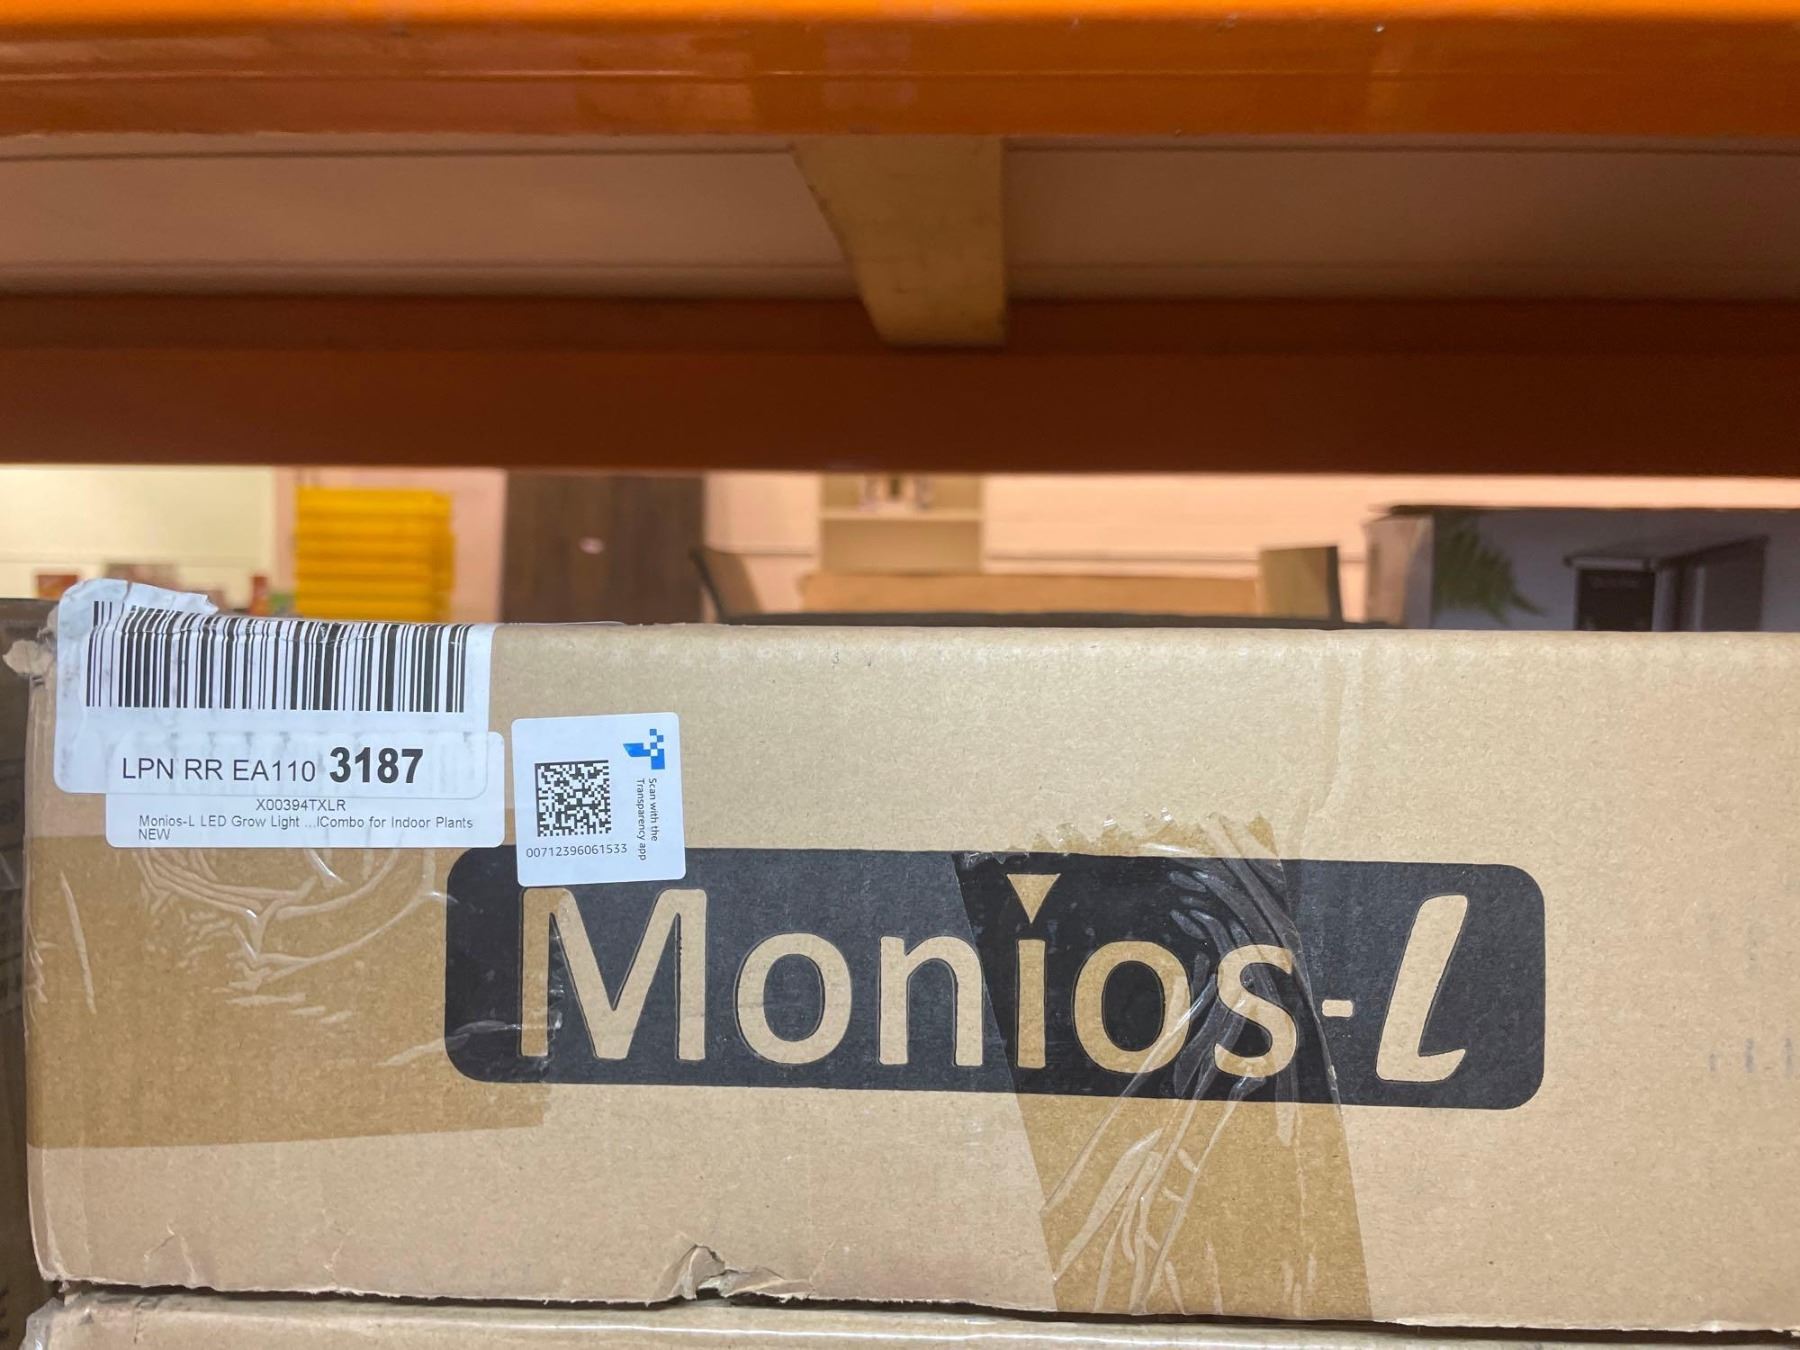 LPN RR EA110 3187
X00394TXLR
Monios-L LED Grow Light ...lCombo for Indoor Plants
NEW
Scan with the
Transparency app
00712396061533
Monios-L